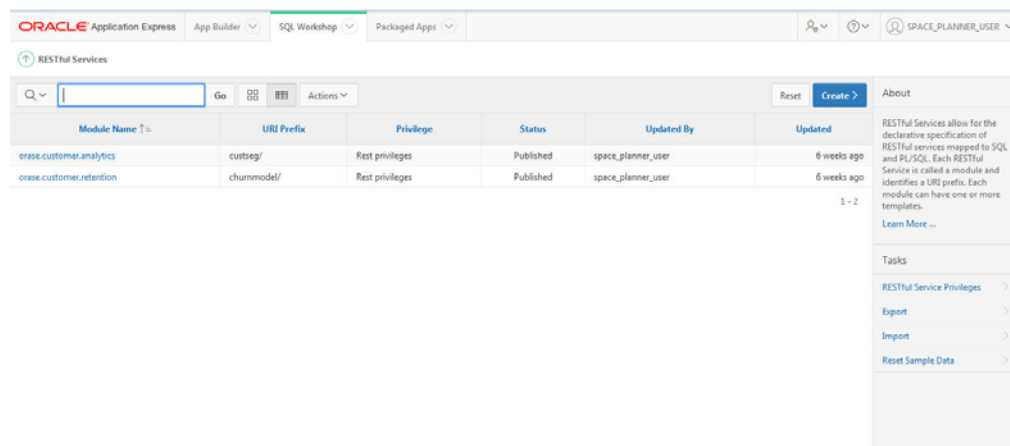 ORACLE Application Express App Builder SQL Workshop Packaged Apps SPACE_PLANNER_USER
RESTful Services
Go Actions Reset Create >
Module Name URI Prefix Privilege Status Updated By Updated
orase.customer.analytics custseg/ Rest privileges Published space_planner_user 6 weeks ago
orase.customer.retention churnmodel/ Rest privileges Published space_planner_user 6 weeks ago
1 - 2
About
RESTful Services allow for the
declarative specification of
RESTful services mapped to SQL
and PL/SQL. Each RESTful
Service is called a module and
identifies a URI prefix. Each
module can have one or more
templates.
Learn More ...
Tasks
RESTful Service Privileges
Export
Import
Reset Sample Data